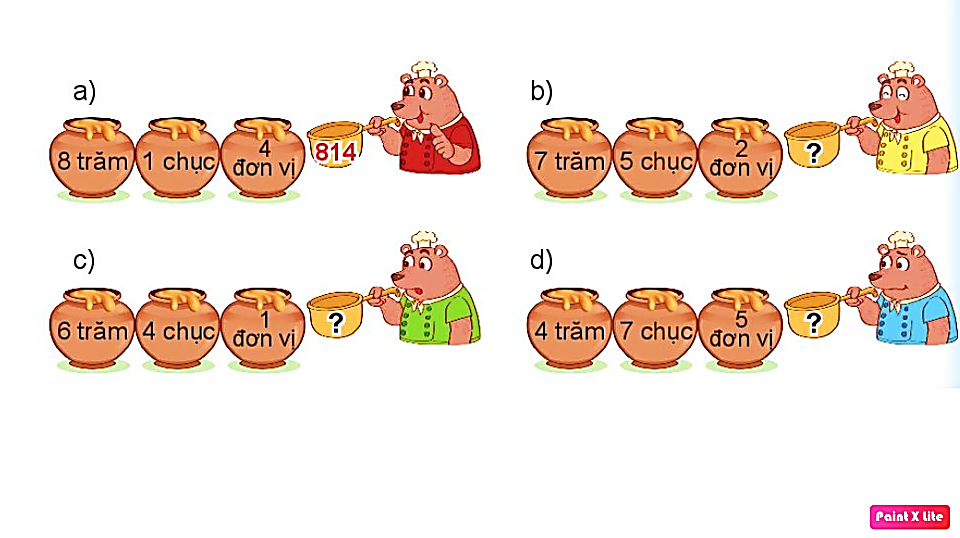 a)
8 trăm 1 chục 4 đơn vị 814
b)
7 trăm 5 chục 2 đơn vị ?
c)
6 trăm 4 chục 1 đơn vị ?
d)
4 trăm 7 chục 5 đơn vị ?
Paint X Lite